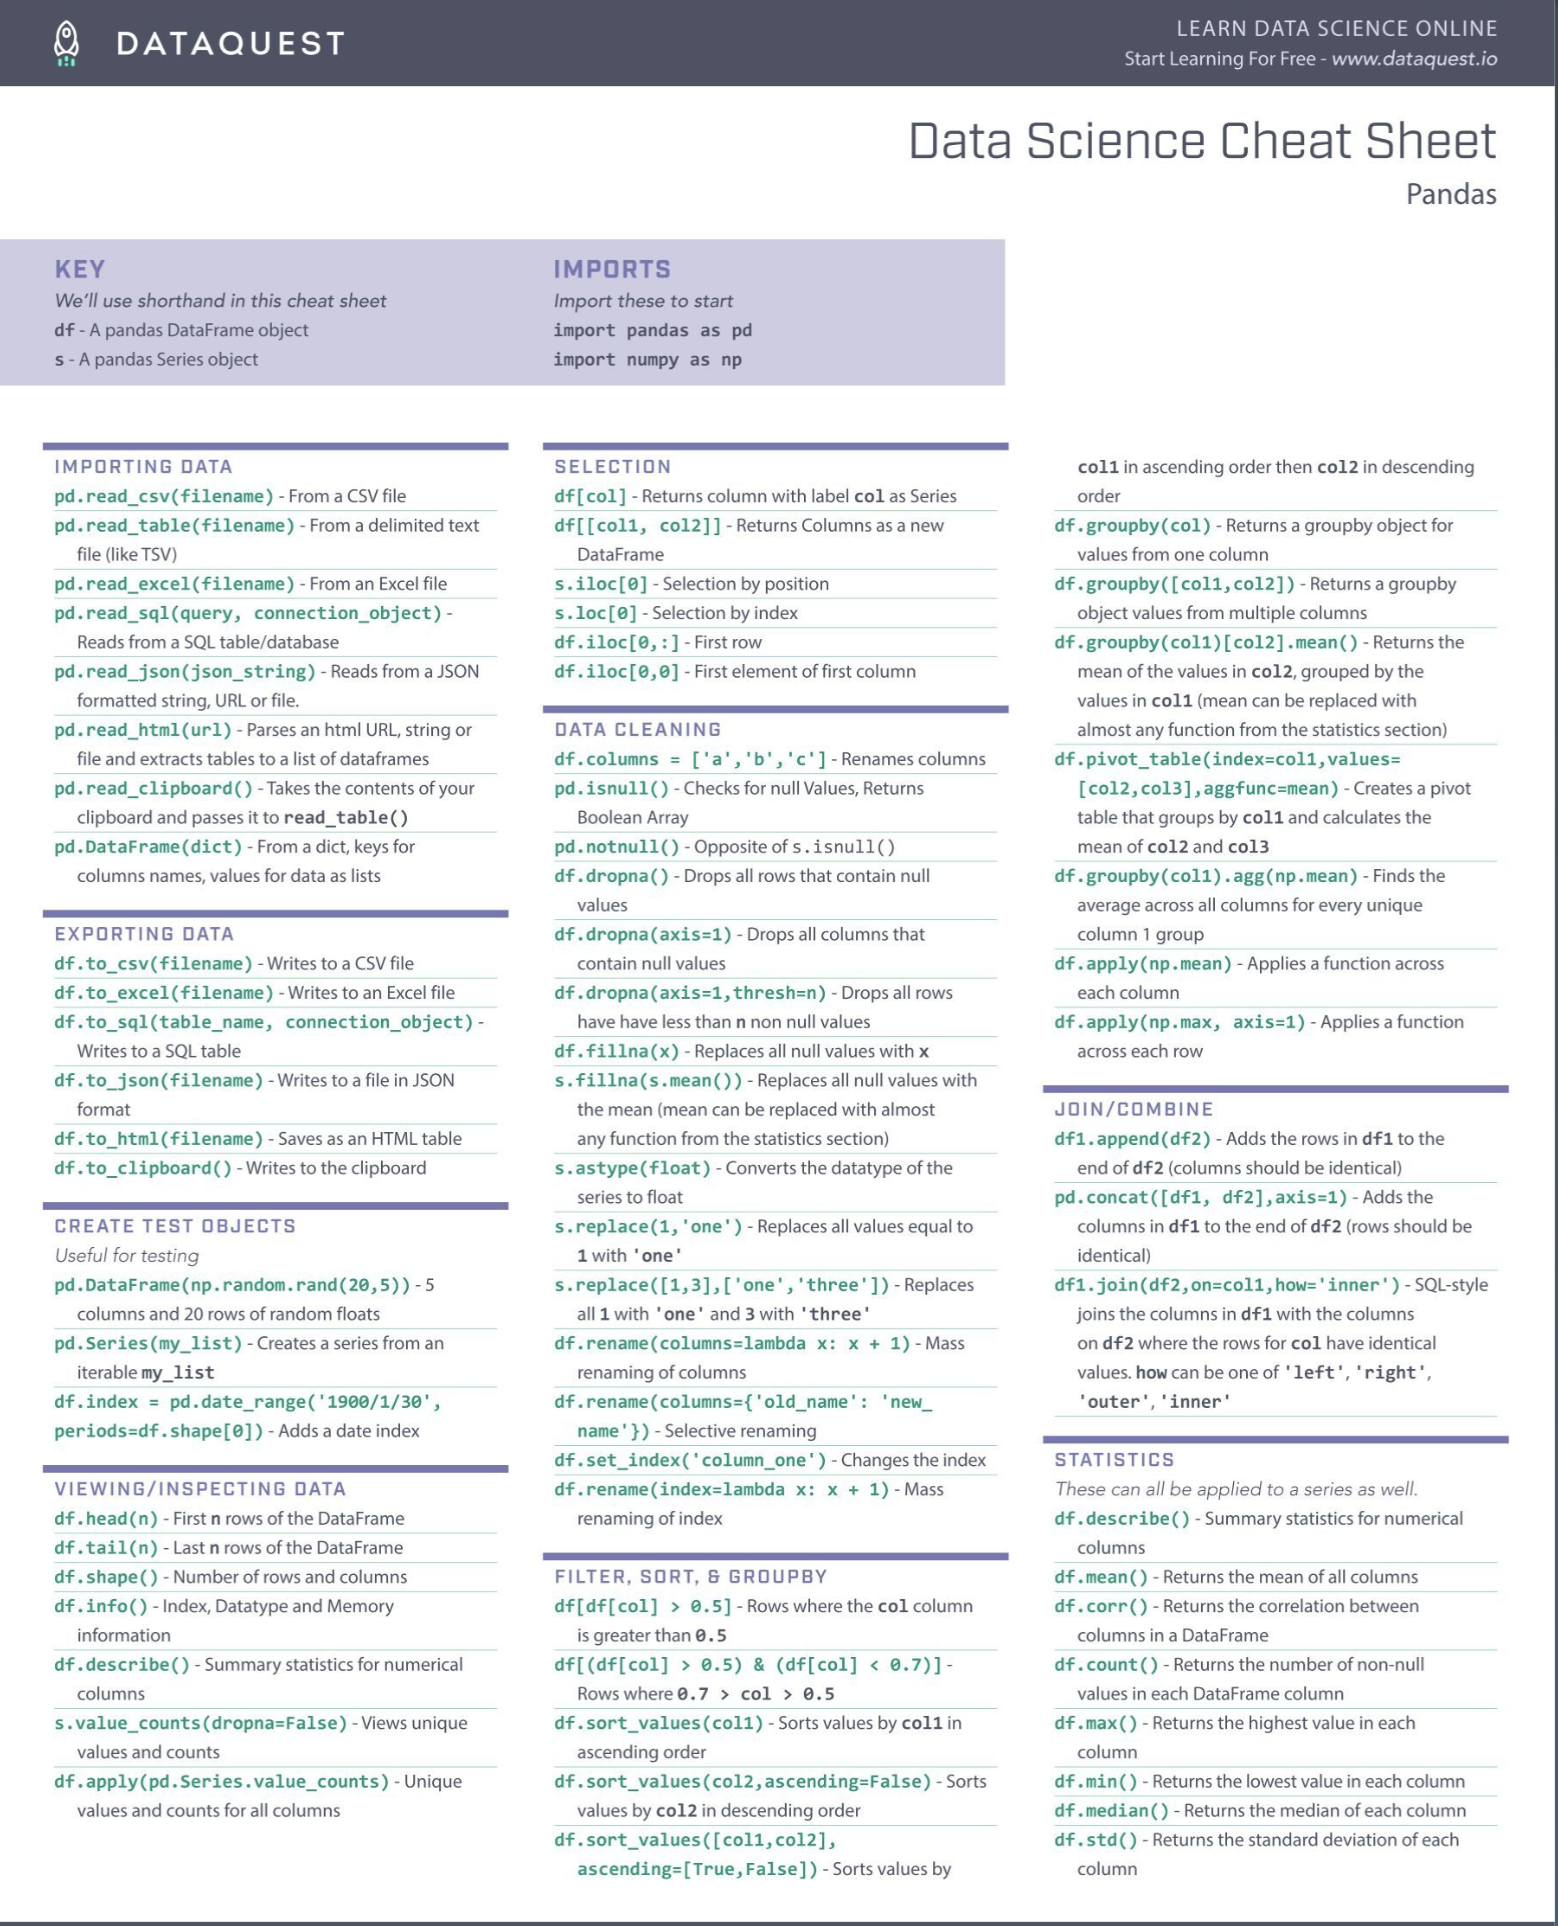 DATAQUEST
LEARN DATA SCIENCE ONLINE
Start Learning For Free - www.dataquest.io
Data Science Cheat Sheet
Pandas
KEY
We'll use shorthand in this cheat sheet
df - A pandas DataFrame object
s - A pandas Series object
IMPORTS
Import these to start
import pandas as pd
import numpy as np
IMPORTING DATA
pd.read_csv(filename) - From a CSV file
pd.read_table(filename) - From a delimited text
file (like TSV)
pd.read_excel(filename) - From an Excel file
pd.read_sql(query, connection_object) -
Reads from a SQL table/database
pd.read_json(json_string) - Reads from a JSON
formatted string, URL or file.
pd.read_html(url) - Parses an html URL, string or
file and extracts tables to a list of dataframes
pd.read_clipboard() - Takes the contents of your
clipboard and passes it to read_table()
pd.DataFrame(dict) - From a dict, keys for
columns names, values for data as lists
EXPORTING DATA
df.to_csv(filename) - Writes to a CSV file
df.to_excel(filename) - Writes to an Excel file
df.to_sql(table_name, connection_object) -
Writes to a SQL table
df.to_json(filename) - Writes to a file in JSON
format
df.to_html(filename) - Saves as an HTML table
df.to_clipboard() - Writes to the clipboard
CREATE TEST OBJECTS
Useful for testing
pd.DataFrame(np.random.rand(20,5)) - 5
columns and 20 rows of random floats
pd.Series(my_list) - Creates a series from an
iterable my_list
df.index = pd.date_range('1900/1/30',
periods=df.shape[0]) - Adds a date index
VIEWING/INSPECTING DATA
df.head(n) - First n rows of the DataFrame
df.tail(n) - Last n rows of the DataFrame
df.shape() - Number of rows and columns
df.info() - Index, Datatype and Memory
information
df.describe() - Summary statistics for numerical
columns
s.value_counts(dropna=False) - Views unique
values and counts
df.apply(pd.Series.value_counts) - Unique
values and counts for all columns
SELECTION
df[col] - Returns column with label col as Series
df[[col1, col2]] - Returns Columns as a new
DataFrame
s.iloc[0] - Selection by position
s.loc[0] - Selection by index
df.iloc[0,:] - First row
df.iloc[0,0] - First element of first column
DATA CLEANING
df.columns = ['a','b','c'] - Renames columns
pd.isnull() - Checks for null Values, Returns
Boolean Array
pd.notnull() - Opposite of s.isnull()
df.dropna() - Drops all rows that contain null
values
df.dropna(axis=1) - Drops all columns that
contain null values
df.dropna(axis=1,thresh=n) - Drops all rows
have have less than n non null values
df.fillna(x) - Replaces all null values with x
s.fillna(s.mean()) - Replaces all null values with
the mean (mean can be replaced with almost
any function from the statistics section)
s.astype(float) - Converts the datatype of the
series to float
s.replace(1,'one') - Replaces all values equal to
1 with 'one'
s.replace([1,3],['one','three']) - Replaces
all 1 with 'one' and 3 with 'three'
df.rename(columns=lambda x: x + 1) - Mass
renaming of columns
df.rename(columns={'old_name': 'new_
name'}) - Selective renaming
df.set_index('column_one') - Changes the index
df.rename(index=lambda x: x + 1) - Mass
renaming of index
FILTER, SORT, & GROUPBY
df[df[col] > 0.5] - Rows where the col column
is greater than 0.5
df[(df[col] > 0.5) & (df[col] < 0.7)] -
Rows where 0.7 > col > 0.5
df.sort_values(col1) - Sorts values by col1 in
ascending order
df.sort_values(col2,ascending=False) - Sorts
values by col2 in descending order
df.sort_values([col1,col2],
ascending=[True,False]) - Sorts values by
col1 in ascending order then col2 in descending
order
df.groupby(col) - Returns a groupby object for
values from one column
df.groupby([col1,col2]) - Returns a groupby
object values from multiple columns
df.groupby(col1)[col2].mean() - Returns the
mean of the values in col2, grouped by the
values in col1 (mean can be replaced with
almost any function from the statistics section)
df.pivot_table(index=col1,values=
[col2,col3],aggfunc=mean) - Creates a pivot
table that groups by col1 and calculates the
mean of col2 and col3
df.groupby(col1).agg(np.mean) - Finds the
average across all columns for every unique
column 1 group
df.apply(np.mean) - Applies a function across
each column
df.apply(np.max, axis=1) - Applies a function
across each row
JOIN/COMBINE
df1.append(df2) - Adds the rows in df1 to the
end of df2 (columns should be identical)
pd.concat([df1, df2],axis=1) - Adds the
columns in df1 to the end of df2 (rows should be
identical)
df1.join(df2,on=col1,how='inner') - SQL-style
joins the columns in df1 with the columns
on df2 where the rows for col have identical
values. how can be one of 'left', 'right',
'outer', 'inner'
STATISTICS
These can all be applied to a series as well.
df.describe() - Summary statistics for numerical
columns
df.mean() - Returns the mean of all columns
df.corr() - Returns the correlation between
columns in a DataFrame
df.count() - Returns the number of non-null
values in each DataFrame column
df.max() - Returns the highest value in each
column
df.min() - Returns the lowest value in each column
df.median() - Returns the median of each column
df.std() - Returns the standard deviation of each
column